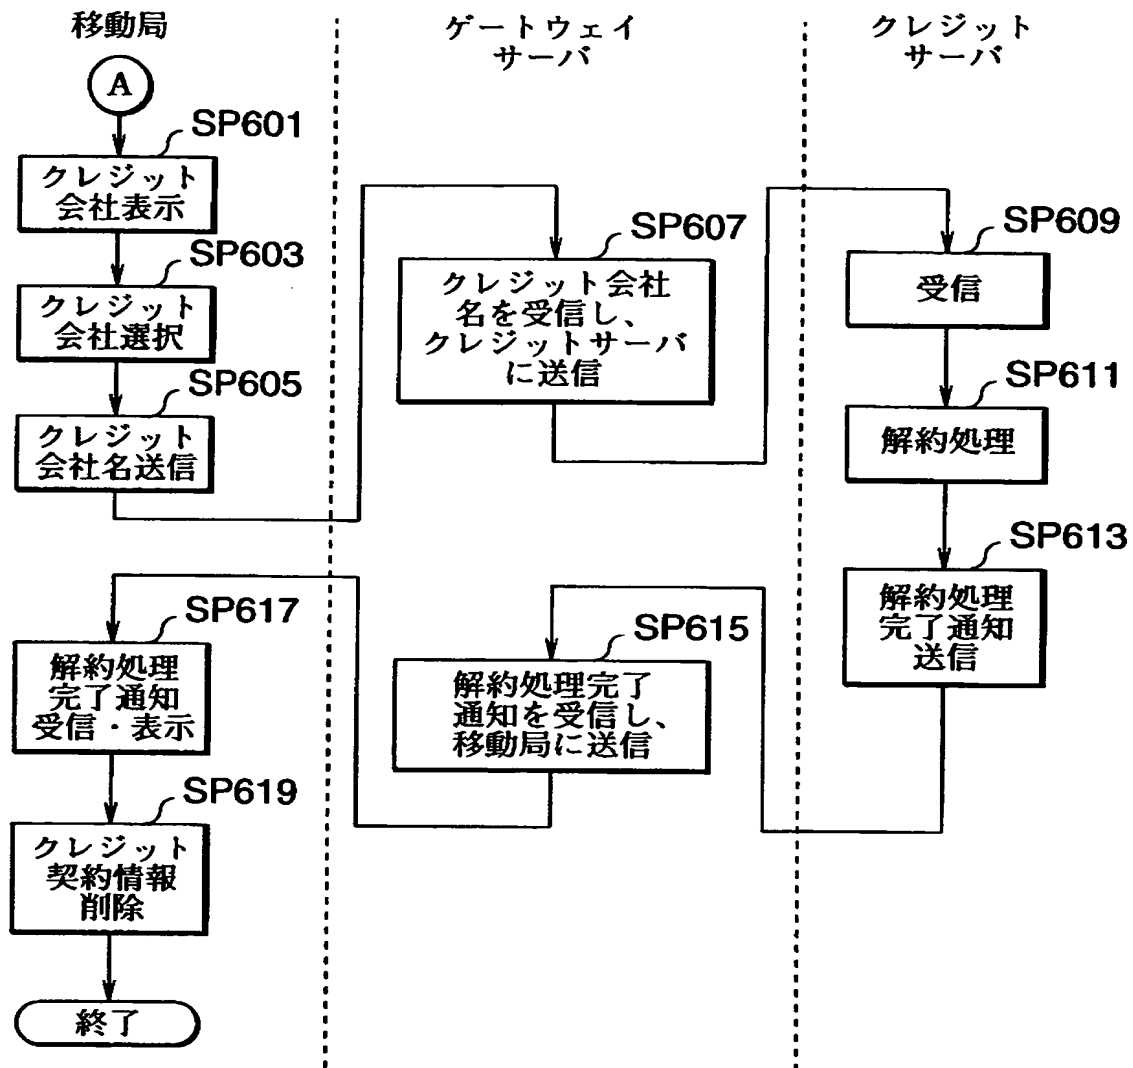 移動局
ゲートウェイ
サーバ
クレジット
サーバ
A
SP601
クレジット
会社表示
SP603
クレジット
会社選択
SP605
クレジット
会社名送信
SP607
クレジット会社
名を受信し、
クレジットサーバ
に送信
SP609
受信
SP611
解約処理
SP613
解約処理
完了通知
送信
SP615
解約処理完了
通知を受信し、
移動局に送信
SP617
解約処理
完了通知
受信・表示
SP619
クレジット
契約情報
削除
終了